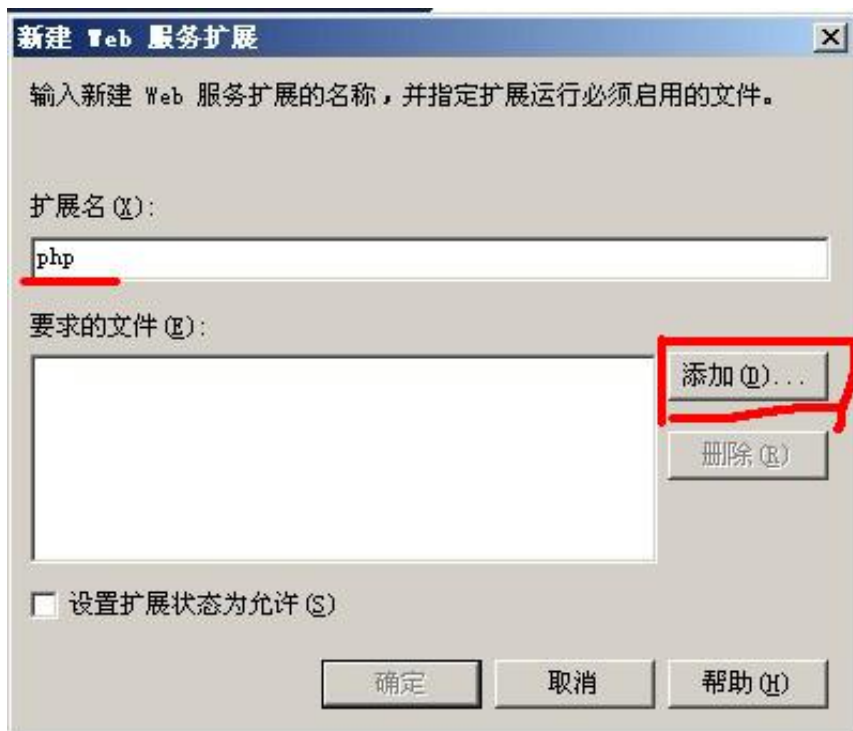 新建 Web 服务扩展
输入新建 Web 服务扩展的名称，并指定扩展运行必须启用的文件。
扩展名(X):
php
要求的文件(E):
添加(D)...
删除(R)
设置扩展状态为允许(S)
确定
取消
帮助(H)